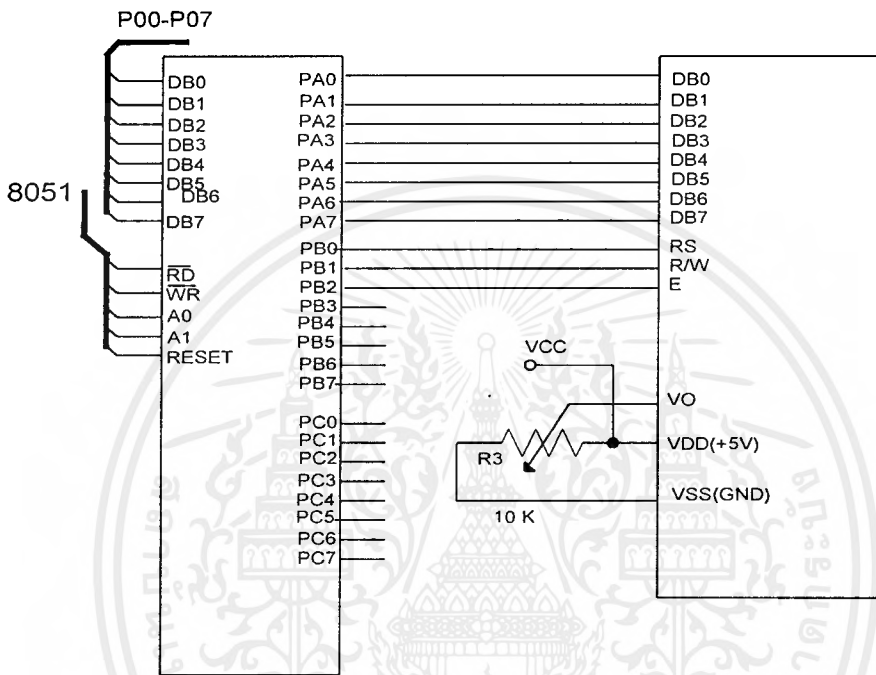 P00-P07
8051
DB0
DB1
DB2
DB3
DB4
DB5
DB6
DB7
RD
WR
A0
A1
RESET
PA0
PA1
PA2
PA3
PA4
PA5
PA6
PA7
PB0
PB1
PB2
PB3
PB4
PB5
PB6
PB7
PC0
PC1
PC2
PC3
PC4
PC5
PC6
PC7
VCC
R3
10 K
DB0
DB1
DB2
DB3
DB4
DB5
DB6
DB7
RS
R/W
E
VO
VDD(+5V)
VSS(GND)